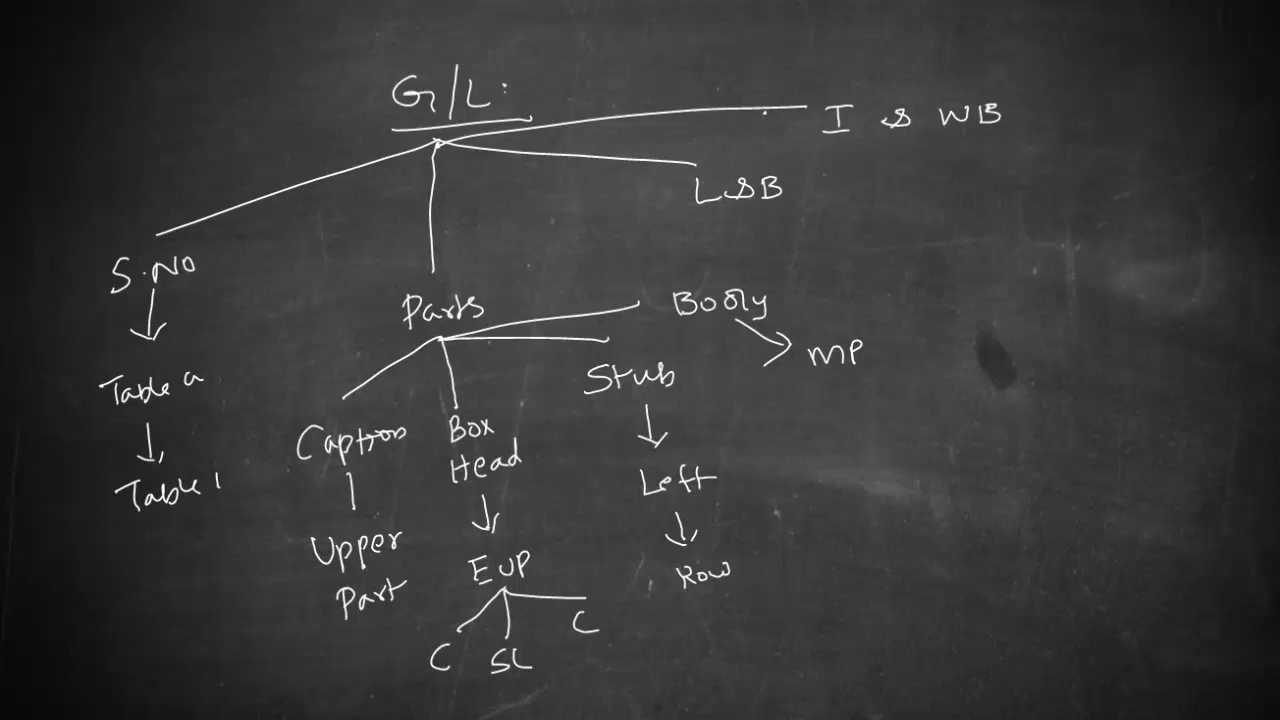 G/L:
I & WB
LSB
S.NO
Parts
Body
MP
Table a
Stub
Caption
Box
Head
Left
Table 1
Upper
Part
EUP
Row
C
C
SL